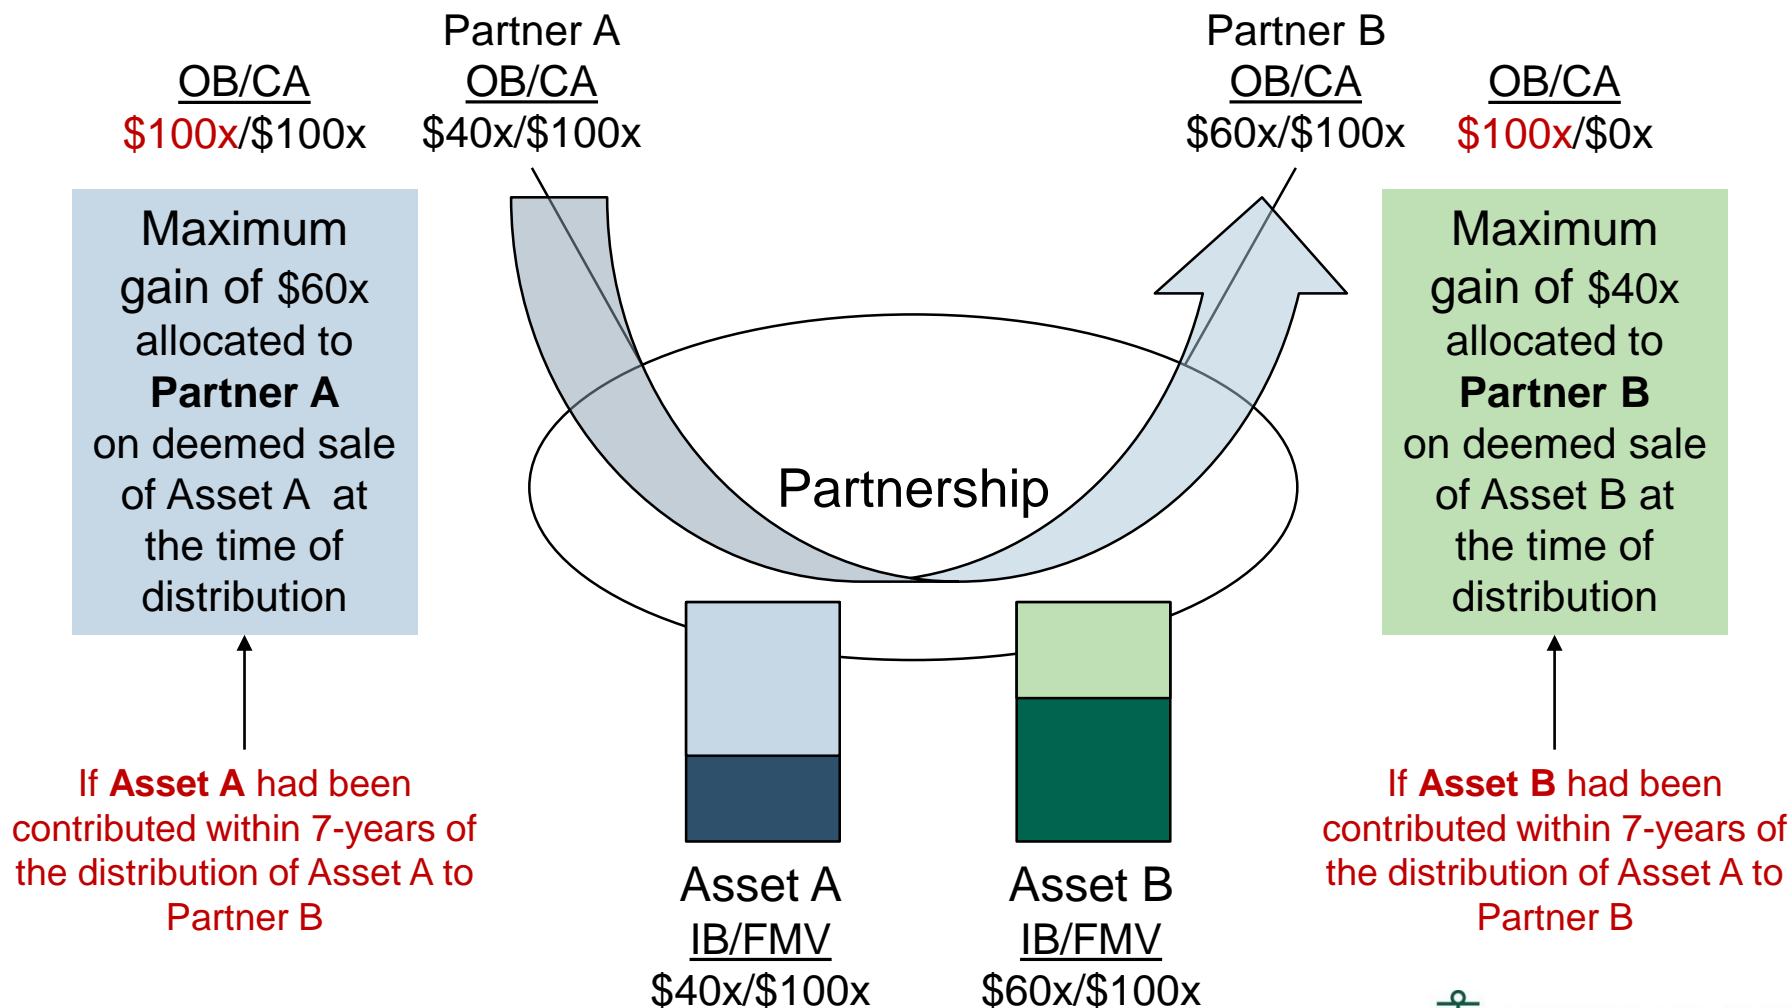 Partner A
OB/CA
$40x/$100x
OB/CA
$100x/$100x
Partner B
OB/CA
$60x/$100x
OB/CA
$100x/$0x
Maximum
gain of $60x
allocated to
Partner A
on deemed sale
of Asset A at
the time of
distribution
If Asset A had been
contributed within 7-years of
the distribution of Asset A to
Partner B
Partnership
Asset A
IB/FMV
$40x/$100x
Asset B
IB/FMV
$60x/$100x
Maximum
gain of $40x
allocated to
Partner B
on deemed sale
of Asset B at
the time of
distribution
If Asset B had been
contributed within 7-years of
the distribution of Asset A to
Partner B